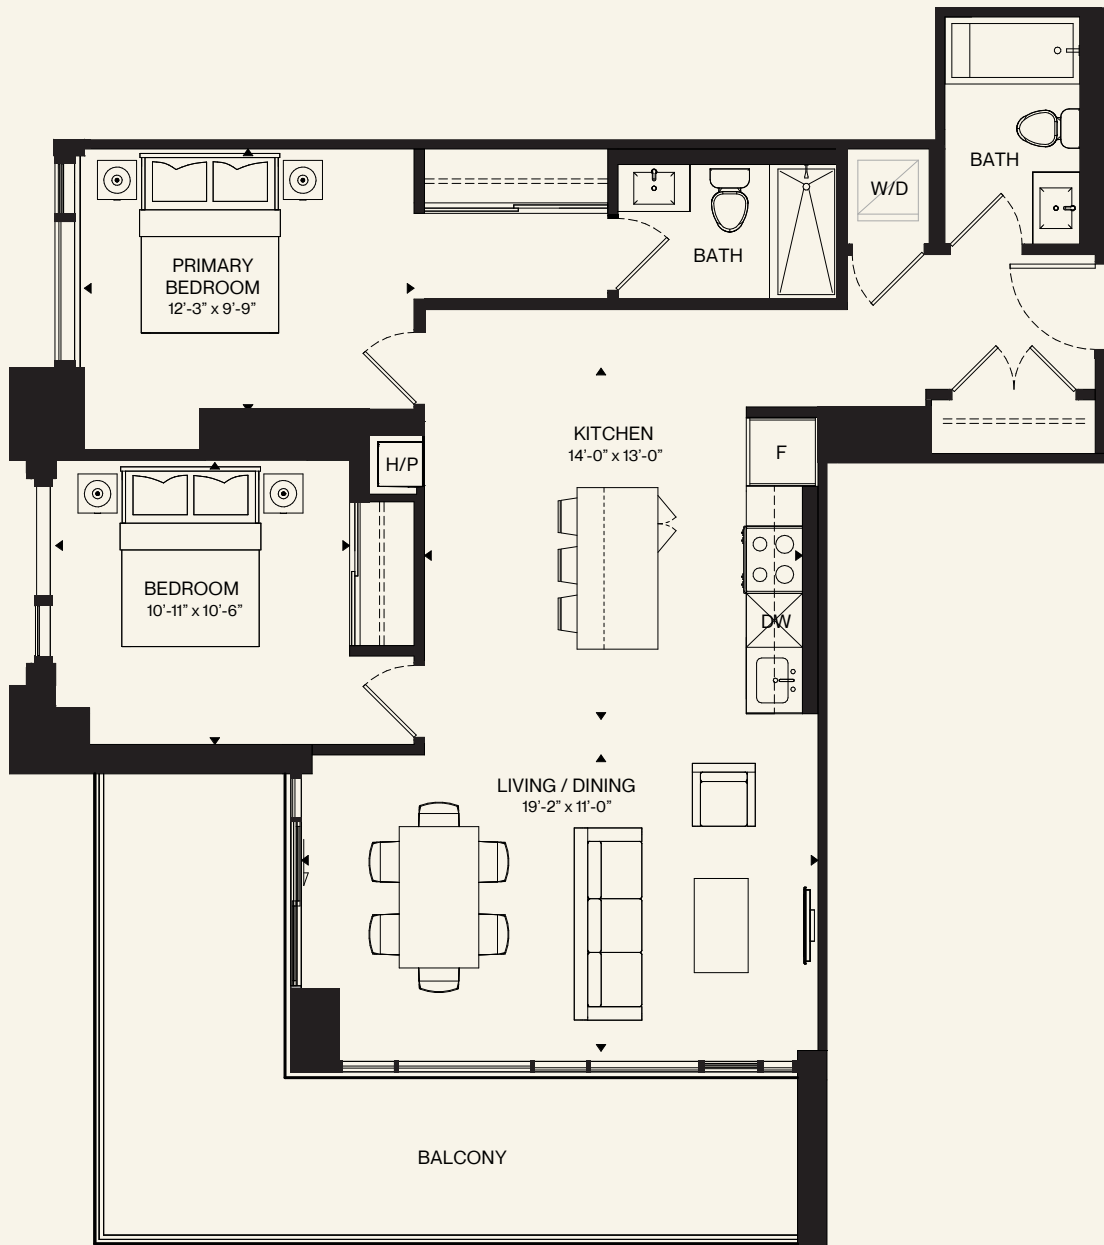 BATH
W/D
BATH
PRIMARY
BEDROOM
12'-3" x 9'-9"
KITCHEN
14'-0" x 13'-0"
F
H/P
BEDROOM
10'-11" x 10'-6"
DW
LIVING / DINING
19'-2" x 11'-0"
BALCONY